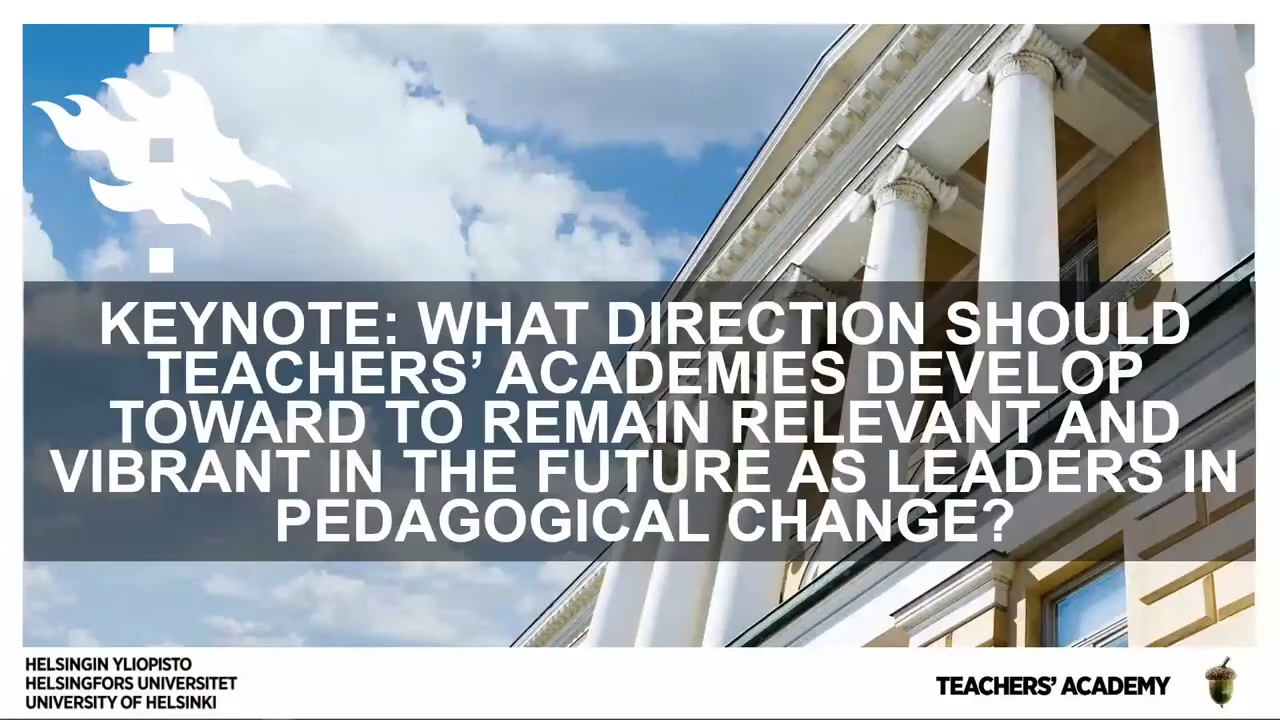 KEYNOTE: WHAT DIRECTION SHOULD
TEACHERS’ ACADEMIES DEVELOP
TOWARD TO REMAIN RELEVANT AND
VIBRANT IN THE FUTURE AS LEADERS IN
PEDAGOGICAL CHANGE?
HELSINGIN YLIOPISTO
HELSINGFORS UNIVERSITET
UNIVERSITY OF HELSINKI
TEACHERS’ ACADEMY